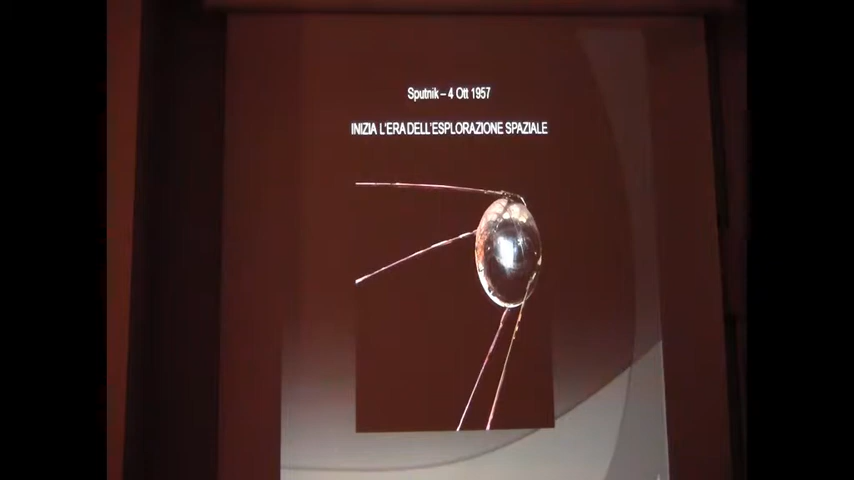 Sputnik – 4 Ott 1957
INIZIA L'ERA DELL'ESPLORAZIONE SPAZIALE